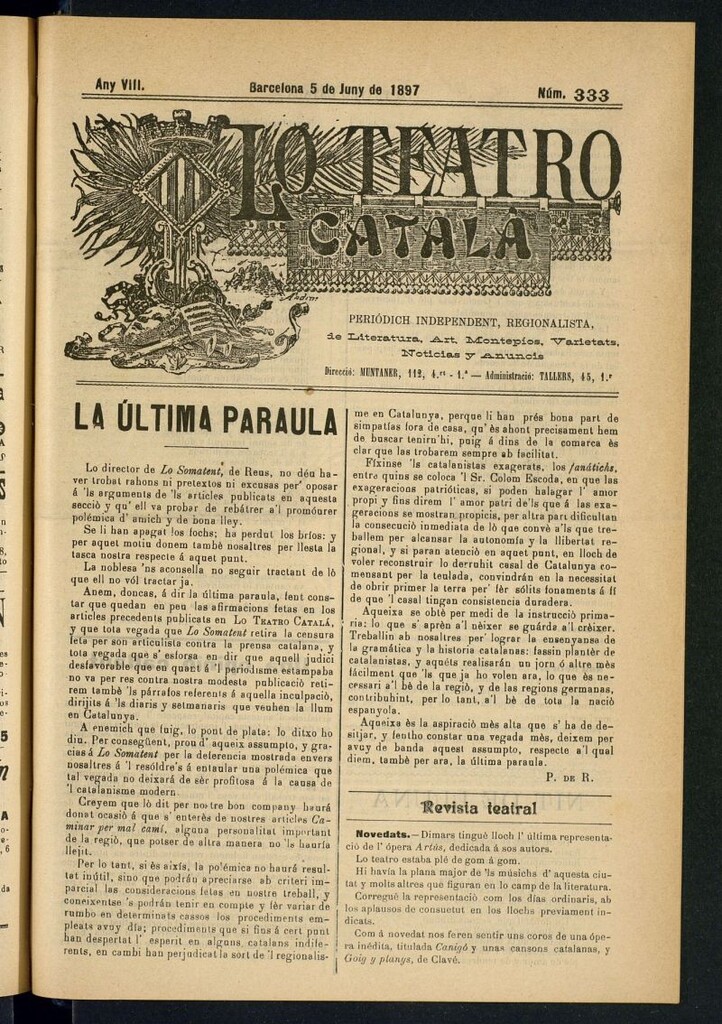 Any VIII.
Barcelona 5 de Juny de 1897
Núm. 333
LO TEATRO
CATALÁ
PERIÓDICH INDEPENDENT, REGIONALISTA,
de Literatura, Art, Montepios, Varietats,
Noticias y Anuncis
Direcció: MUNTANER, 112, 4.rt - 1.ª — Administració: TALLERS, 45, 1.r
LA ÚLTIMA PARAULA
Lo director de Lo Somatent, de Reus, no déu ha-
ver trobat rahons ni pretextos ni excusas per' oposar
á 'ls arguments de 'ls articles publicats en aquesta
secció y qu' ell va probar de rebátrer a'l promóurer
polémica d' amich y de bona lley.
Se li han apagat los fochs; ha perdut los bríos; y
per aquet motiu donem també nosaltres per llesta la
tasca nostra respecte á aquet punt.
La noblesa 'ns aconsella no seguir tractant de lò
que ell no vól tractar ja.
Anem, doncas, á dir la última paraula, fent cons-
tar que quedan en peu las afirmacions fetas en los
articles precedents publicats en LO TEATRO CATALÁ,
y que tota vegada que Lo Somatent retira la censura
feta per son articulista contra la prensa catalana, y
tota vegada que s' esforsa en dir que aquell judici
desfavorable que en quant á 'l periodisme estampaba
no va per res contra nostra modesta publicació reti-
rem també 'ls párrafos referents á aquella inculpació,
dirijits á 'ls diaris y setmanaris que veuhen la llum
en Catalunya.
A enemich que fuig, lo pont de plata: lo ditxo ho
diu. Per conseguent, prou d' aqueix assumpto, y gra-
cias á Lo Somatent per la deferencia mostrada envers
nosaltres á 'l resóldre's á entaular una polémica que
tal vegada no deixará de sèr profitosa á la causa de
'l catalanisme modern.
Creyem que lò dit per nostre bon company haurá
donat ocasió á que s' enterés de nostres articles Ca-
minar per mal camí, alguna personalitat important
de la regió, que potser de altra manera no 'ls hauría
llejit.
Per lo tant, si és aixís, la polémica no haurá resul-
tat inútil, sino que podrán apreciarse ab criteri im-
parcial las consideracions fetas en nostre treball, y
coneixentse 's podrán tenir en compte y fèr variar de
rumbo en determinats cassos los procediments em-
pleats avuy día; procediments que si fins á cert punt
han despertat l' esperit en alguns catalans indife-
rents, en cambi han perjudicat la sòrt de 'l regionalis-
me en Catalunya, perque li han prés bona part de
simpatías fora de casa, qu' és ahont precisament hem
de buscar tenirn'hi, puig á dins de la comarca és
clar que las trobarem sempre ab facilitat.
Fíxinse 'ls catalanistas exagerats, los fanátichs,
entre quins se coloca 'l Sr. Colom Escoda, en que las
exageracions patrióticas, si poden halagar l' amor
propi y fins direm l' amor patri de'ls que á las exa-
geracions se mostran propicis, per altra part dificultan
la consecució inmediata de lò que convé a'ls que tre-
ballem per alcansar la autonomía y la llibertat re-
gional, y si paran atenció en aquet punt, en lloch de
voler reconstruir lo derruhit casal de Catalunya co-
mensant per la teulada, convindrán en la necessitat
de obrir primer la terra per' fèr sólits fonaments á fi
de que 'l casal tingan consistencia duradera.
Aqueixa se obté per medi de la instrucció prima-
ria: lo que s' aprèn a'l nèixer se guarda a'l crèixer.
Treballin ab nosaltres per' lograr la ensenyansa de
la gramática y la historia catalanas: fassin plantèr de
catalanistas, y aquéts realisarán un jorn ó altre més
fácilment que 'ls que ja ho volen ara, lo que és ne-
cessari a'l bè de la regió, y de las regions germanas,
contribuhint, per lo tant, a'l bè de tota la nació
espanyola.
Aqueixa és la aspiració més alta que s' ha de de-
sitjar, y fentho constar una vegada més, deixem per
avuy de banda aquest assumpto, respecte a'l qual
diem, també per ara, la última paraula.
P. DE R.
Revista teatral
Novedats.—Dimars tingué lloch l' última representa-
ció de l' ópera Artús, dedicada á sos autors.
Lo teatro estaba plé de gom á gom.
Hi havía la plana major de 'ls músichs d' aquesta ciu-
tat y molts altres que figuran en lo camp de la literatura.
Corregué la representació com los días ordinaris, ab
los aplausos de consuetut en los llochs previament in-
dicats.
Com á novedat nos feren sentir uns coros de una ópe-
ra inédita, titulada Canigó y unas cansons catalanas, y
Goig y planys, de Clavé.